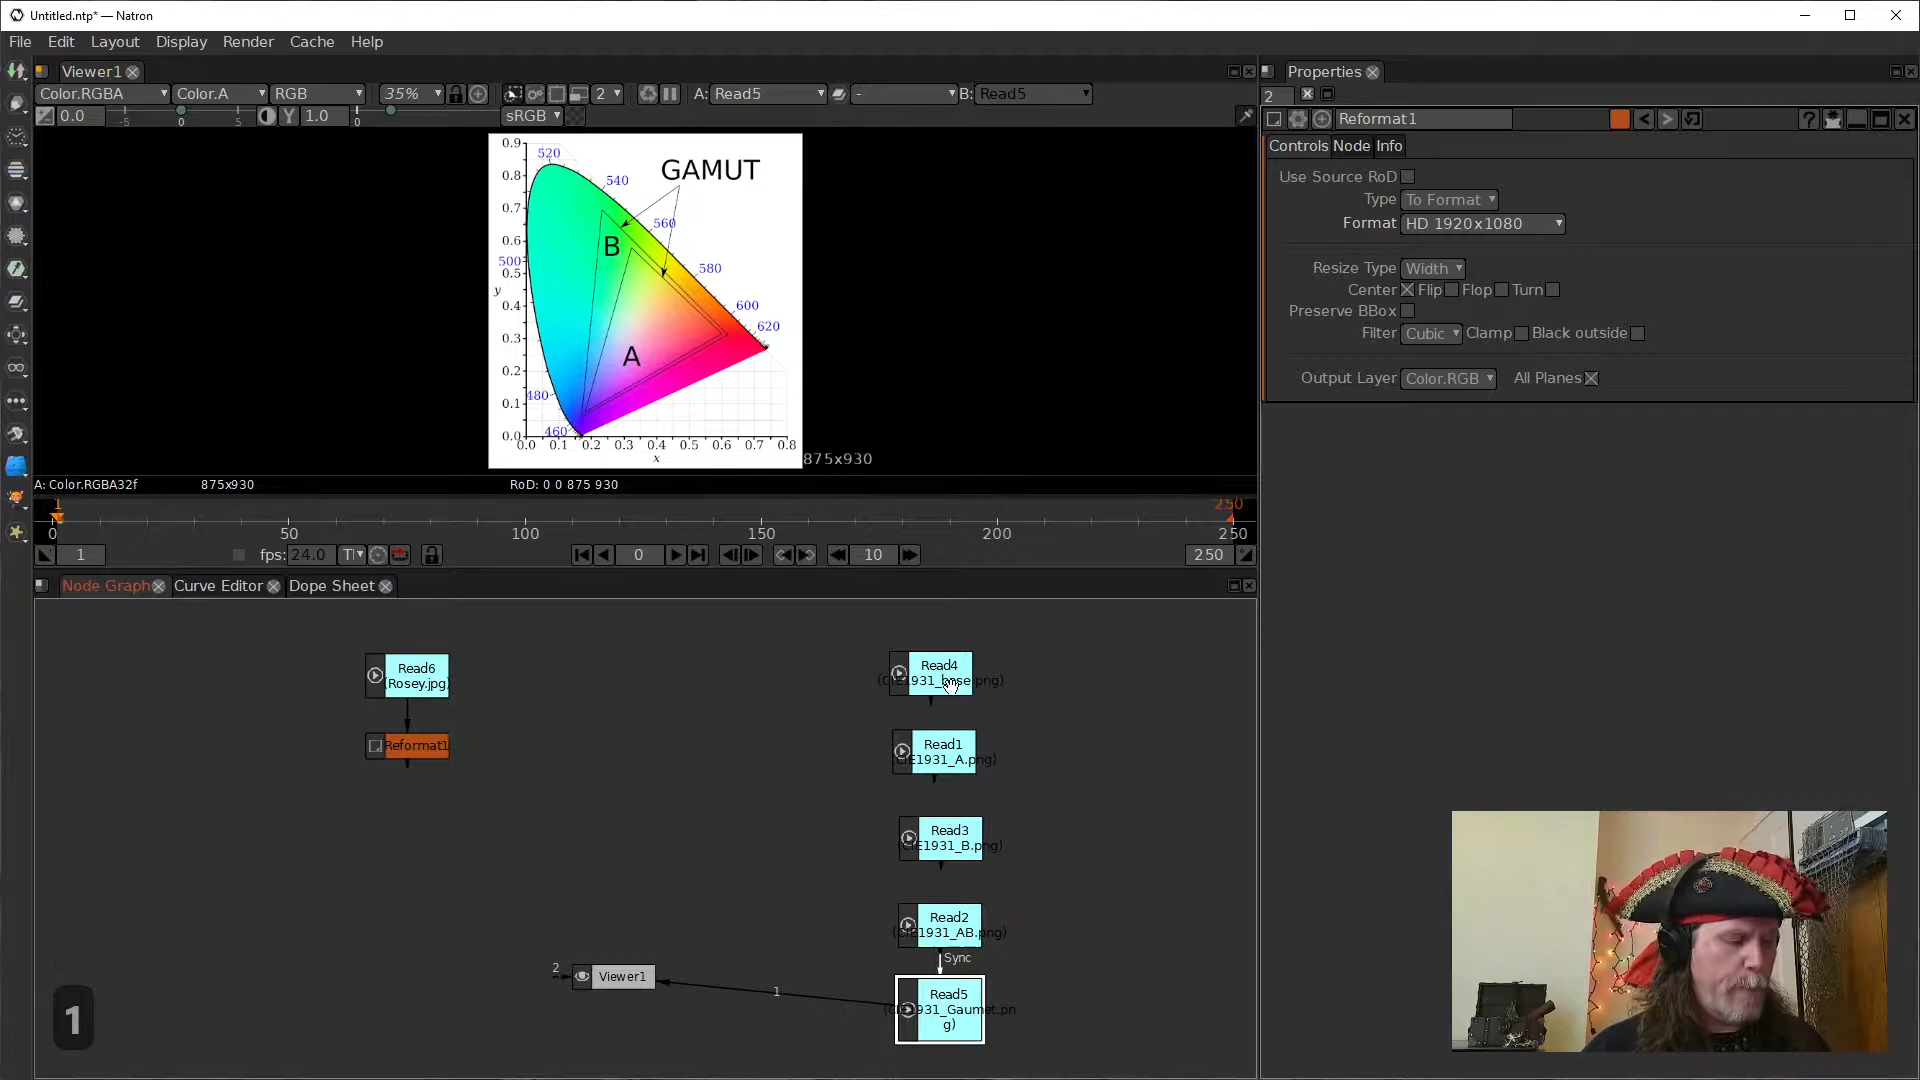 Untitled.ntp* — Natron
File Edit Layout Display Render Cache Help
Viewer1
Color.RGBA Color.A RGB 35% 2 A: Read5 - B: Read5
0.0 -5 0 5 Y 1.0 0 sRGB
0.9
0.8
0.7
0.6
0.5
0.4
0.3
0.2
0.1
0.0
y
0.0 0.1 0.2 0.3 0.4 0.5 0.6 0.7 0.8
x
520
540
560
580
600
620
500
480
460
GAMUT
B
A
875x930
A: Color.RGBA32f 875x930 RoD: 0 0 875 930
1 250
0 50 100 150 200 250
1 fps: 24.0 0 10 250
Node Graph Curve Editor Dope Sheet
Read6
(Rosey.jpg)
Reformat1
Read4
Read1
Read3
Read2
Sync
Read5
g)
2
Viewer1
1
1
Properties
2
Reformat1
Controls Node Info
Use Source RoD
Type To Format
Format HD 1920x1080
Resize Type Width
Center Flip Flop Turn
Preserve BBox
Filter Cubic Clamp Black outside
Output Layer Color.RGB All Planes